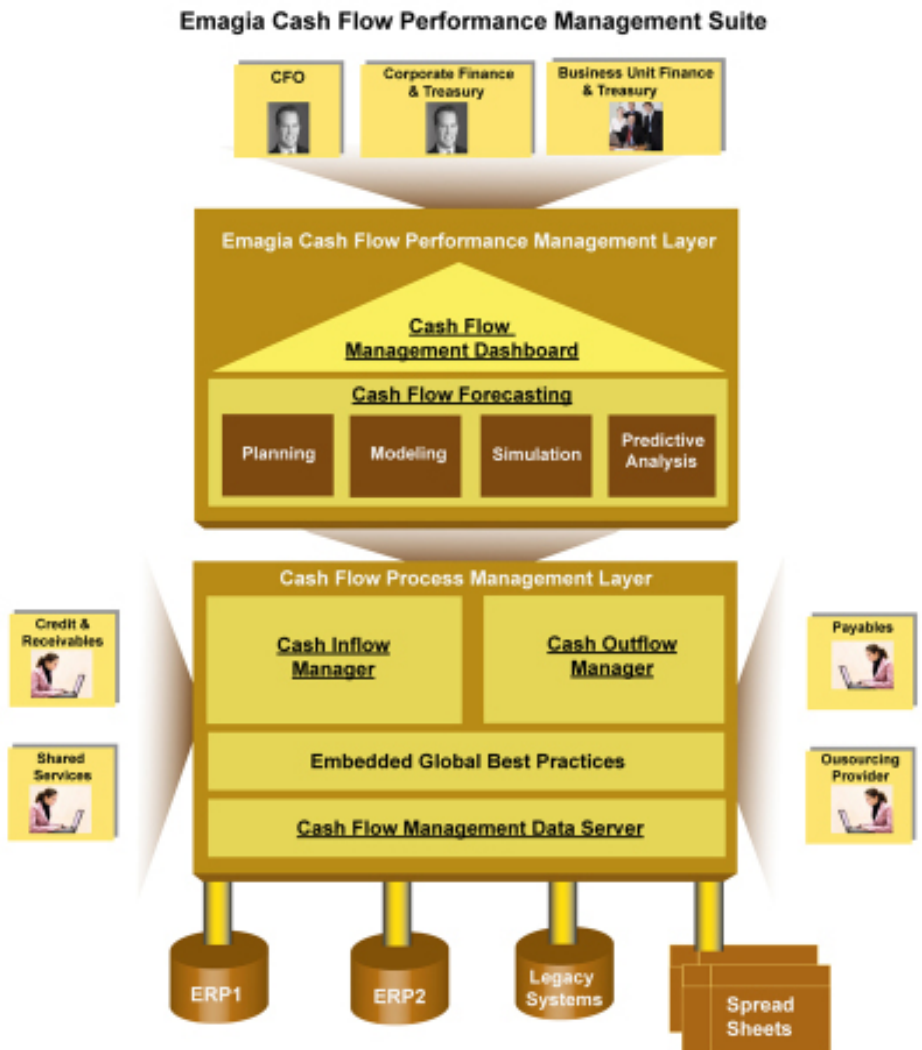 Emagia Cash Flow Performance Management Suite
CFO
Corporate Finance
& Treasury
Business Unit Finance
& Treasury
Emagia Cash Flow Performance Management Layer
Cash Flow
Management Dashboard
Cash Flow Forecasting
Planning
Modeling
Simulation
Predictive
Analysis
Cash Flow Process Management Layer
Credit &
Receivables
Cash Inflow
Manager
Cash Outflow
Manager
Payables
Shared
Services
Embedded Global Best Practices
Ousourcing
Provider
Cash Flow Management Data Server
ERP1
ERP2
Legacy
Systems
Spread
Sheets